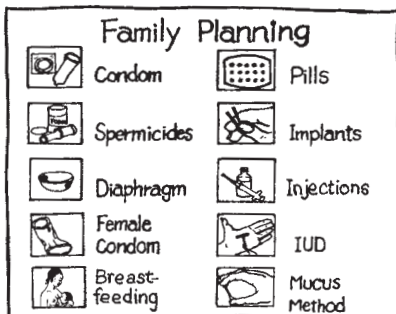 Family Planning
Condom
Pills
Spermicides
Implants
Diaphragm
Injections
Female
Condom
IUD
Breast-
feeding
Mucus
Method